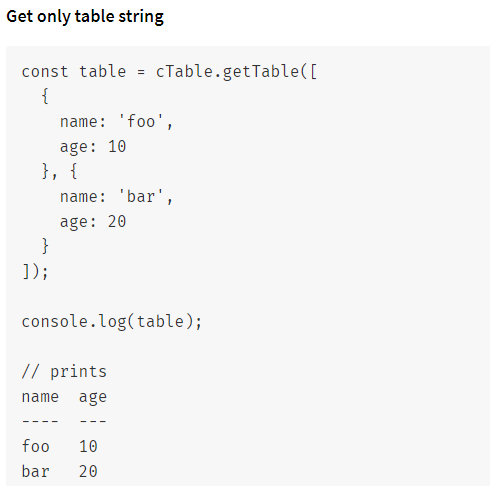 Get only table string
const table = cTable.getTable([
  {
    name: 'foo',
    age: 10
  }, {
    name: 'bar',
    age: 20
  }
]);

console.log(table);

// prints
name  age
----  ---
foo   10
bar   20